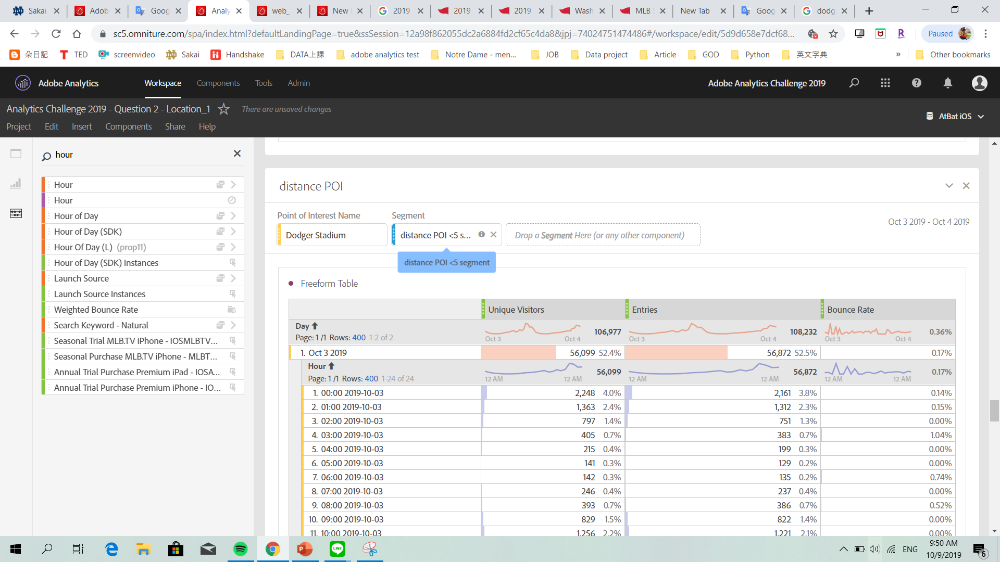 Sakai
Adob
Goog
Analy
web_
New
2019
2019
2019
Wash
MLB
New Tab
Goog
dodg
sc5.omniture.com/spa/index.html?defaultLandingPage=true&ssSession=12a98f862055dc2a6884fd2cf65c4da8&jpj=74024751474486#/workspace/edit/5d9d658e7dcf68...
Paused
朵日記
TED
screenvideo
Sakai
Handshake
DATA上課
adobe analytics test
Notre Dame - men...
JOB
Data project
Article
GOD
Python
英文字典
»
Other bookmarks
Adobe Analytics
Workspace
Components
Tools
Admin
Adobe Analytics Challenge 2019
Analytics Challenge 2019 - Question 2 - Location_1
There are unsaved changes
Project
Edit
Insert
Components
Share
Help
AtBat iOS
hour
Hour
Hour
Hour of Day
Hour of Day (SDK)
Hour Of Day (L) (prop11)
Hour of Day (SDK) Instances
Launch Source
Launch Source Instances
Weighted Bounce Rate
Search Keyword - Natural
Seasonal Trial MLB.TV iPhone - IOSMLBTV...
Seasonal Purchase MLB.TV iPhone - MLBT...
Annual Trial Purchase Premium iPad - IOSA...
Annual Trial Purchase Premium iPhone - IO...
distance POI
Point of Interest Name
Segment
Dodger Stadium
distance POI <5 s...
Drop a Segment Here (or any other component)
Oct 3 2019 - Oct 4 2019
distance POI <5 segment
Freeform Table
Unique Visitors Entries Bounce Rate
Day 106,977 108,232 0.36%
Page: 1 /1 Rows: 400 1-2 of 2 Oct 3 Oct 4 Oct 3 Oct 4 Oct 3 Oct 4
1. Oct 3 2019 56,099 52.4% 56,872 52.5% 0.17%
Hour 56,099 56,872 0.17%
Page: 1 /1 Rows: 400 1-24 of 24 12 AM 12 AM 12 AM 12 AM 12 AM 12 AM
1. 00:00 2019-10-03 2,248 4.0% 2,161 3.8% 0.14%
2. 01:00 2019-10-03 1,363 2.4% 1,312 2.3% 0.15%
3. 02:00 2019-10-03 797 1.4% 751 1.3% 0.00%
4. 03:00 2019-10-03 405 0.7% 383 0.7% 1.04%
5. 04:00 2019-10-03 215 0.4% 199 0.3% 0.00%
6. 05:00 2019-10-03 141 0.3% 129 0.2% 0.00%
7. 06:00 2019-10-03 142 0.3% 135 0.2% 0.74%
8. 07:00 2019-10-03 246 0.4% 237 0.4% 0.00%
9. 08:00 2019-10-03 393 0.7% 386 0.7% 0.52%
10. 09:00 2019-10-03 829 1.5% 822 1.4% 0.00%
11. 10:00 2019-10-03 1,256 2.2% 1,221 2.1% 0.00%
LINE
ENG
9:50 AM
10/9/2019
6